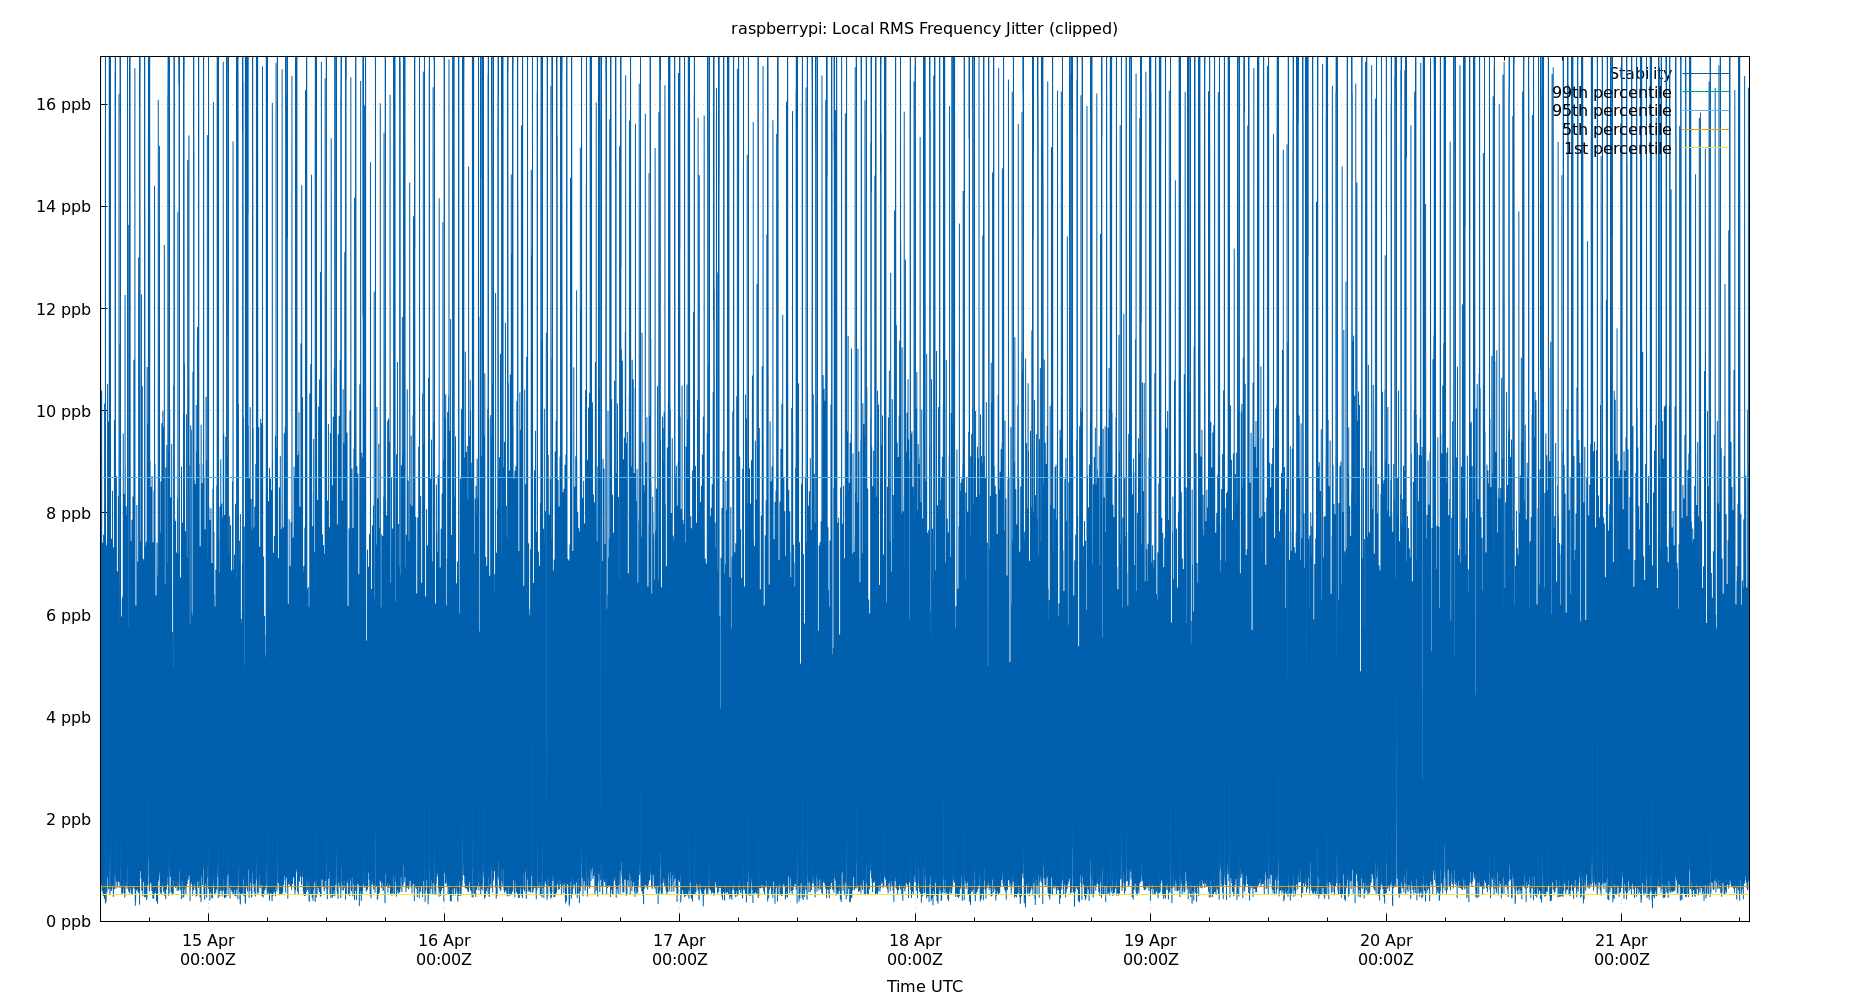 raspberrypi: Local RMS Frequency Jitter (clipped)
Stability
99th percentile
95th percentile
5th percentile
1st percentile
16 ppb
14 ppb
12 ppb
10 ppb
8 ppb
6 ppb
4 ppb
2 ppb
0 ppb
15 Apr 16 Apr 17 Apr 18 Apr 19 Apr 20 Apr 21 Apr
00:00Z 00:00Z 00:00Z 00:00Z 00:00Z 00:00Z 00:00Z
Time UTC